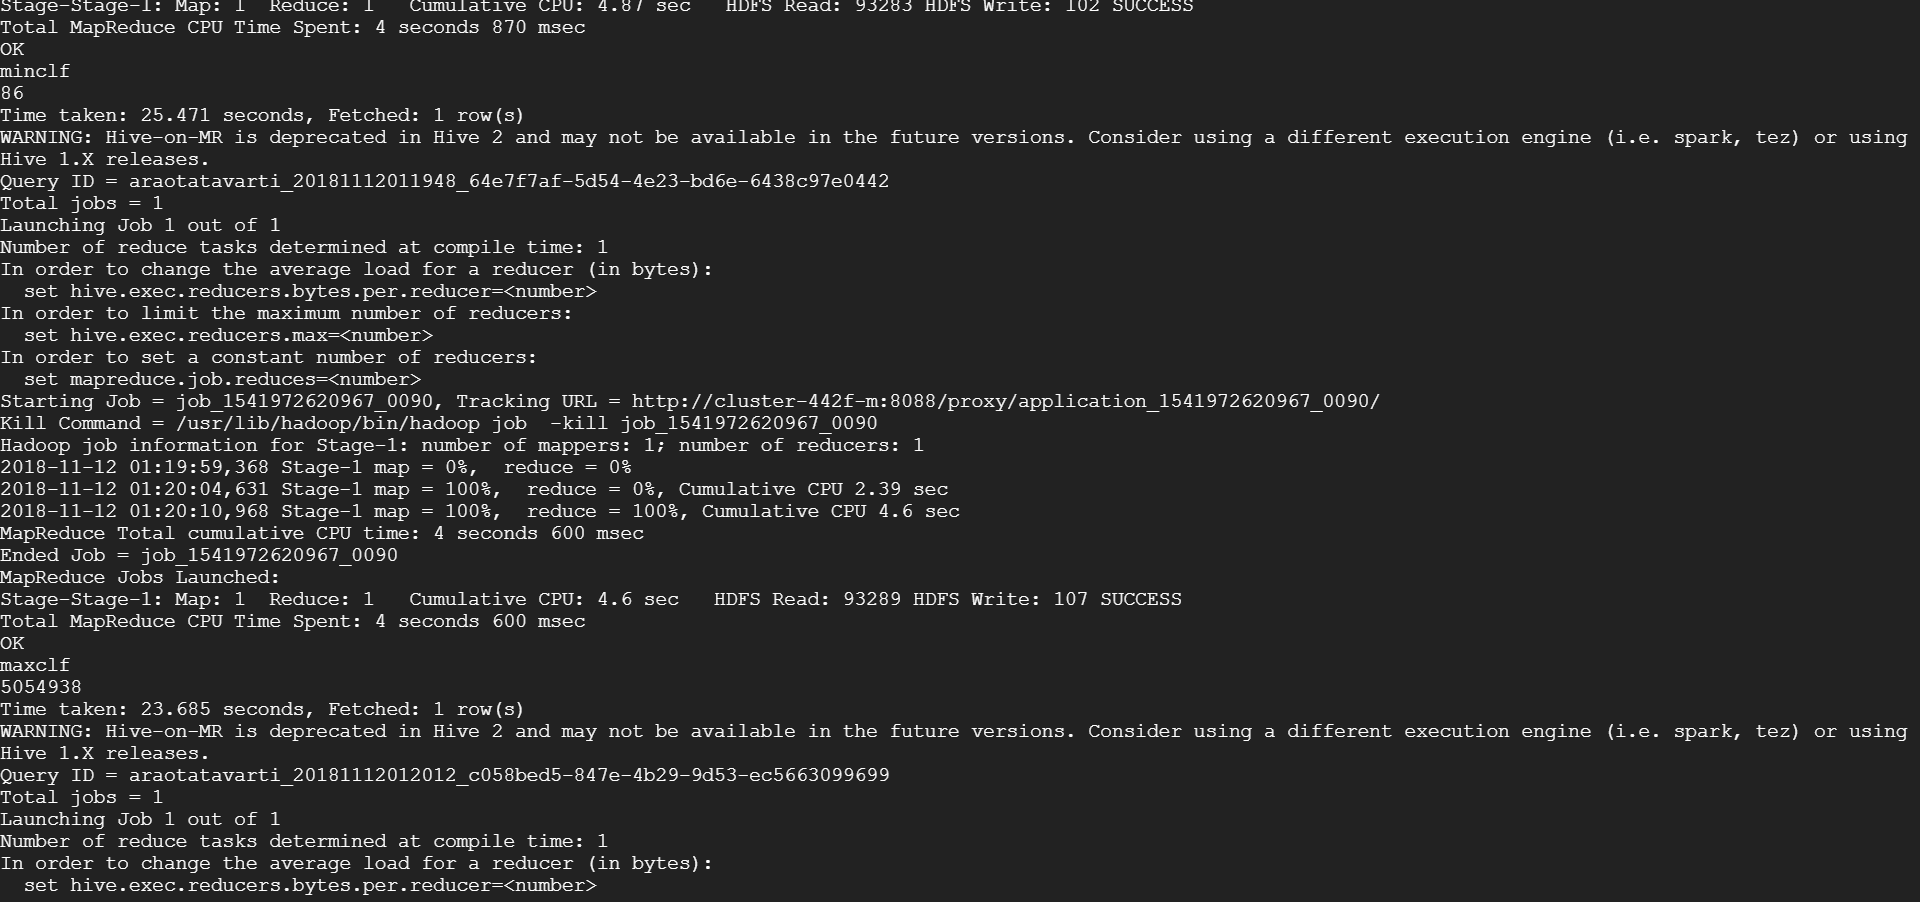 Stage-Stage-1: Map: 1  Reduce: 1   Cumulative CPU: 4.87 sec   HDFS Read: 93283 HDFS Write: 102 SUCCESS
Total MapReduce CPU Time Spent: 4 seconds 870 msec
OK
minclf
86
Time taken: 25.471 seconds, Fetched: 1 row(s)
WARNING: Hive-on-MR is deprecated in Hive 2 and may not be available in the future versions. Consider using a different execution engine (i.e. spark, tez) or using
Hive 1.X releases.
Query ID = araotatavarti_20181112011948_64e7f7af-5d54-4e23-bd6e-6438c97e0442
Total jobs = 1
Launching Job 1 out of 1
Number of reduce tasks determined at compile time: 1
In order to change the average load for a reducer (in bytes):
  set hive.exec.reducers.bytes.per.reducer=<number>
In order to limit the maximum number of reducers:
  set hive.exec.reducers.max=<number>
In order to set a constant number of reducers:
  set mapreduce.job.reduces=<number>
Starting Job = job_1541972620967_0090, Tracking URL = http://cluster-442f-m:8088/proxy/application_1541972620967_0090/
Kill Command = /usr/lib/hadoop/bin/hadoop job  -kill job_1541972620967_0090
Hadoop job information for Stage-1: number of mappers: 1; number of reducers: 1
2018-11-12 01:19:59,368 Stage-1 map = 0%,  reduce = 0%
2018-11-12 01:20:04,631 Stage-1 map = 100%,  reduce = 0%, Cumulative CPU 2.39 sec
2018-11-12 01:20:10,968 Stage-1 map = 100%,  reduce = 100%, Cumulative CPU 4.6 sec
MapReduce Total cumulative CPU time: 4 seconds 600 msec
Ended Job = job_1541972620967_0090
MapReduce Jobs Launched:
Stage-Stage-1: Map: 1  Reduce: 1   Cumulative CPU: 4.6 sec   HDFS Read: 93289 HDFS Write: 107 SUCCESS
Total MapReduce CPU Time Spent: 4 seconds 600 msec
OK
maxclf
5054938
Time taken: 23.685 seconds, Fetched: 1 row(s)
WARNING: Hive-on-MR is deprecated in Hive 2 and may not be available in the future versions. Consider using a different execution engine (i.e. spark, tez) or using
Hive 1.X releases.
Query ID = araotatavarti_20181112012012_c058bed5-847e-4b29-9d53-ec5663099699
Total jobs = 1
Launching Job 1 out of 1
Number of reduce tasks determined at compile time: 1
In order to change the average load for a reducer (in bytes):
  set hive.exec.reducers.bytes.per.reducer=<number>